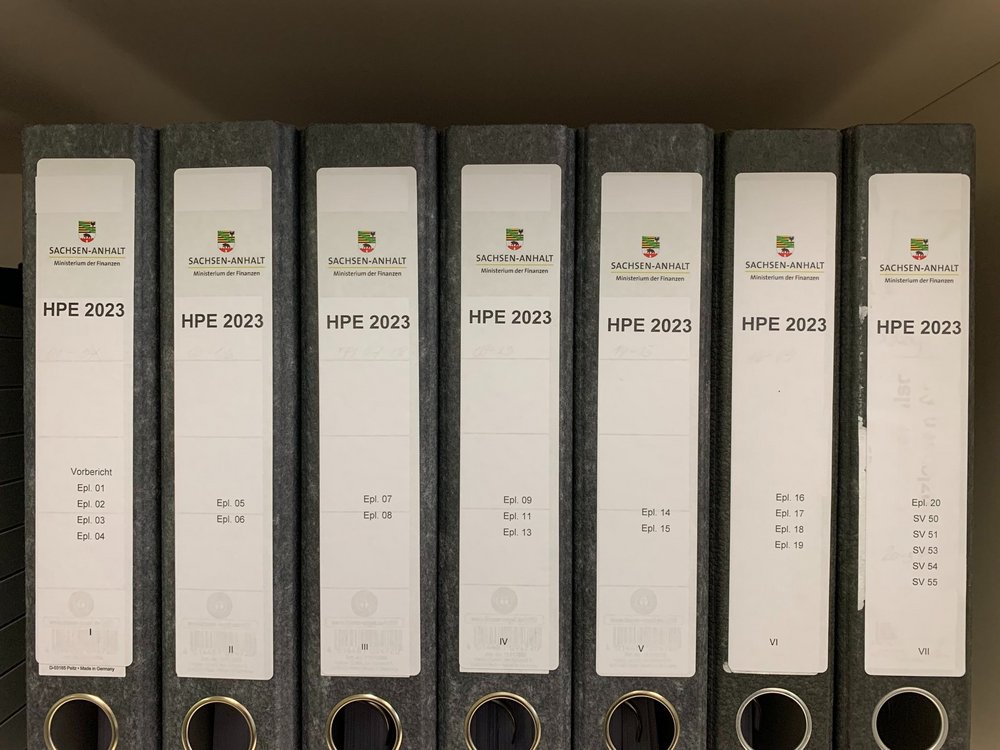 SACHSEN-ANHALT
Ministerium der Finanzen
HPE 2023
Vorbericht
Epl. 01
Epl. 02
Epl. 03
Epl. 04
I
D-03185 Peitz • Made in Germany
SACHSEN-ANHALT
Ministerium der Finanzen
HPE 2023
Epl. 05
Epl. 06
II
SACHSEN-ANHALT
Ministerium der Finanzen
HPE 2023
Epl. 07
Epl. 08
III
SACHSEN-ANHALT
Ministerium der Finanzen
HPE 2023
Epl. 09
Epl. 11
Epl. 13
IV
SACHSEN-ANHALT
Ministerium der Finanzen
HPE 2023
Epl. 14
Epl. 15
V
SACHSEN-ANHALT
Ministerium der Finanzen
HPE 2023
Epl. 16
Epl. 17
Epl. 18
Epl. 19
VI
SACHSEN-ANHALT
Ministerium der Finanzen
HPE 2023
Epl. 20
SV 50
SV 51
SV 53
SV 54
SV 55
VII